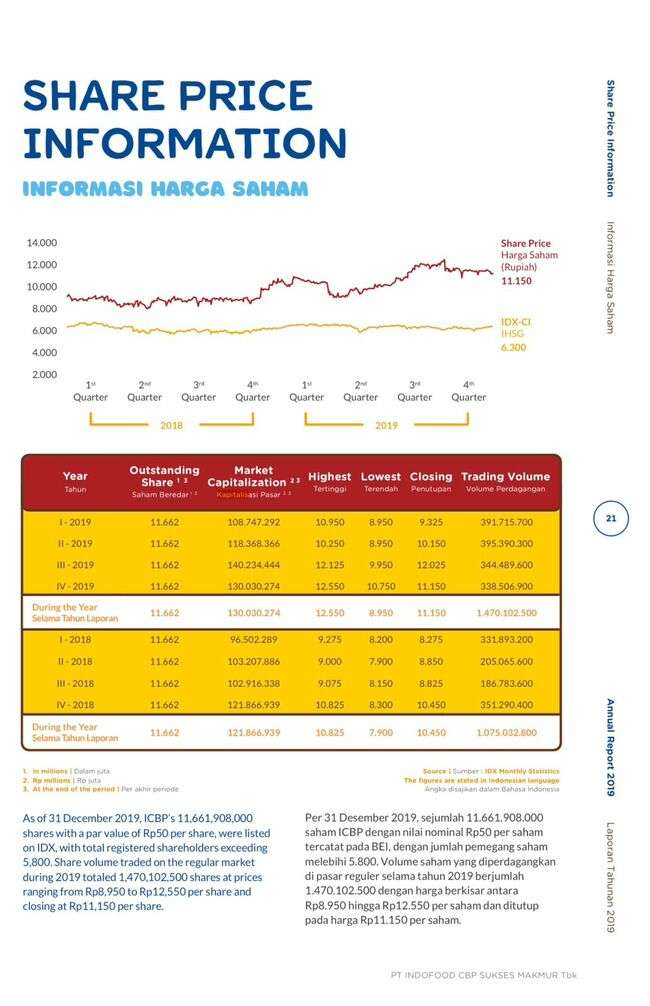 SHARE PRICE
INFORMATION
INFORMASI HARGA SAHAM
14.000
12.000
10.000
8.000
6.000
4.000
2.000
Share Price
Harga Saham
(Rupiah)
11.150
IDX-CI
IHSG
6.300
1st Quarter 2nd Quarter 3rd Quarter 4th Quarter 1st Quarter 2nd Quarter 3rd Quarter 4th Quarter
2018 2019
Year Outstanding Share 1 3 Market Capitalization 2 3 Highest Lowest Closing Trading Volume
Tahun Saham Beredar 1 3 Kapitalisasi Pasar 2 3 Tertinggi Terendah Penutupan Volume Perdagangan
I - 2019 11.662 108.747.292 10.950 8.950 9.325 391.715.700
II - 2019 11.662 118.368.366 10.250 8.950 10.150 395.390.300
III - 2019 11.662 140.234.444 12.125 9.950 12.025 344.489.600
IV - 2019 11.662 130.030.274 12.550 10.750 11.150 338.506.900
During the Year
Selama Tahun Laporan 11.662 130.030.274 12.550 8.950 11.150 1.470.102.500
I - 2018 11.662 96.502.289 9.275 8.200 8.275 331.893.200
II - 2018 11.662 103.207.886 9.000 7.900 8.850 205.065.600
III - 2018 11.662 102.916.338 9.075 8.150 8.825 186.783.600
IV - 2018 11.662 121.866.939 10.825 8.300 10.450 351.290.400
During the Year
Selama Tahun Laporan 11.662 121.866.939 10.825 7.900 10.450 1.075.032.800
1. In millions | Dalam juta
2. Rp millions | Rp juta
3. At the end of the period | Per akhir periode
Source | Sumber : IDX Monthly Statistics
The figures are stated in Indonesian language
Angka disajikan dalam Bahasa Indonesia
As of 31 December 2019, ICBP's 11,661,908,000
shares with a par value of Rp50 per share, were listed
on IDX, with total registered shareholders exceeding
5,800. Share volume traded on the regular market
during 2019 totaled 1,470,102,500 shares at prices
ranging from Rp8,950 to Rp12,550 per share and
closing at Rp11,150 per share.
Per 31 Desember 2019, sejumlah 11.661.908.000
saham ICBP dengan nilai nominal Rp50 per saham
tercatat pada BEI, dengan jumlah pemegang saham
melebihi 5.800. Volume saham yang diperdagangkan
di pasar reguler selama tahun 2019 berjumlah
1.470.102.500 dengan harga berkisar antara
Rp8.950 hingga Rp12.550 per saham dan ditutup
pada harga Rp11.150 per saham.
Share Price Information Informasi Harga Saham
21
Annual Report 2019 Laporan Tahunan 2019
PT INDOFOOD CBP SUKSES MAKMUR Tbk